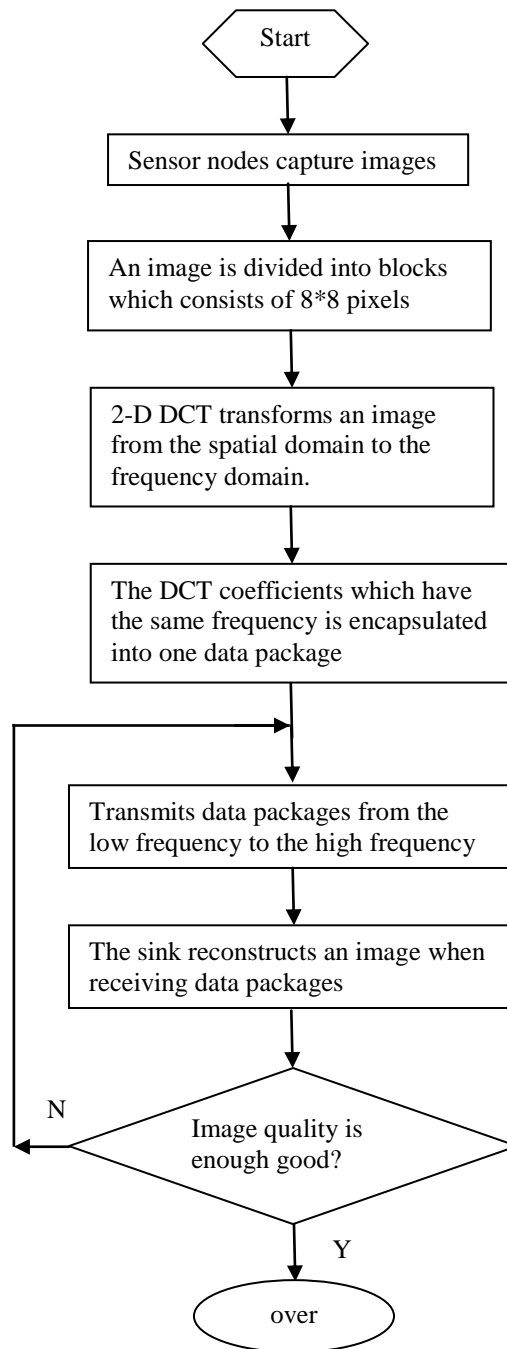 Start
Sensor nodes capture images
An image is divided into blocks
which consists of 8*8 pixels
2-D DCT transforms an image
from the spatial domain to the
frequency domain.
The DCT coefficients which have
the same frequency is encapsulated
into one data package
Transmits data packages from the
low frequency to the high frequency
The sink reconstructs an image when
receiving data packages
N
Image quality is
enough good?
Y
over